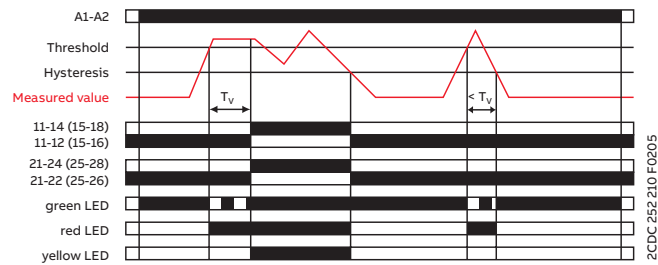 A1-A2
Threshold
Hysteresis
Measured value
Tv
< Tv
11-14 (15-18)
11-12 (15-16)
21-24 (25-28)
21-22 (25-26)
green LED
red LED
yellow LED
2CDC 252 210 F0205